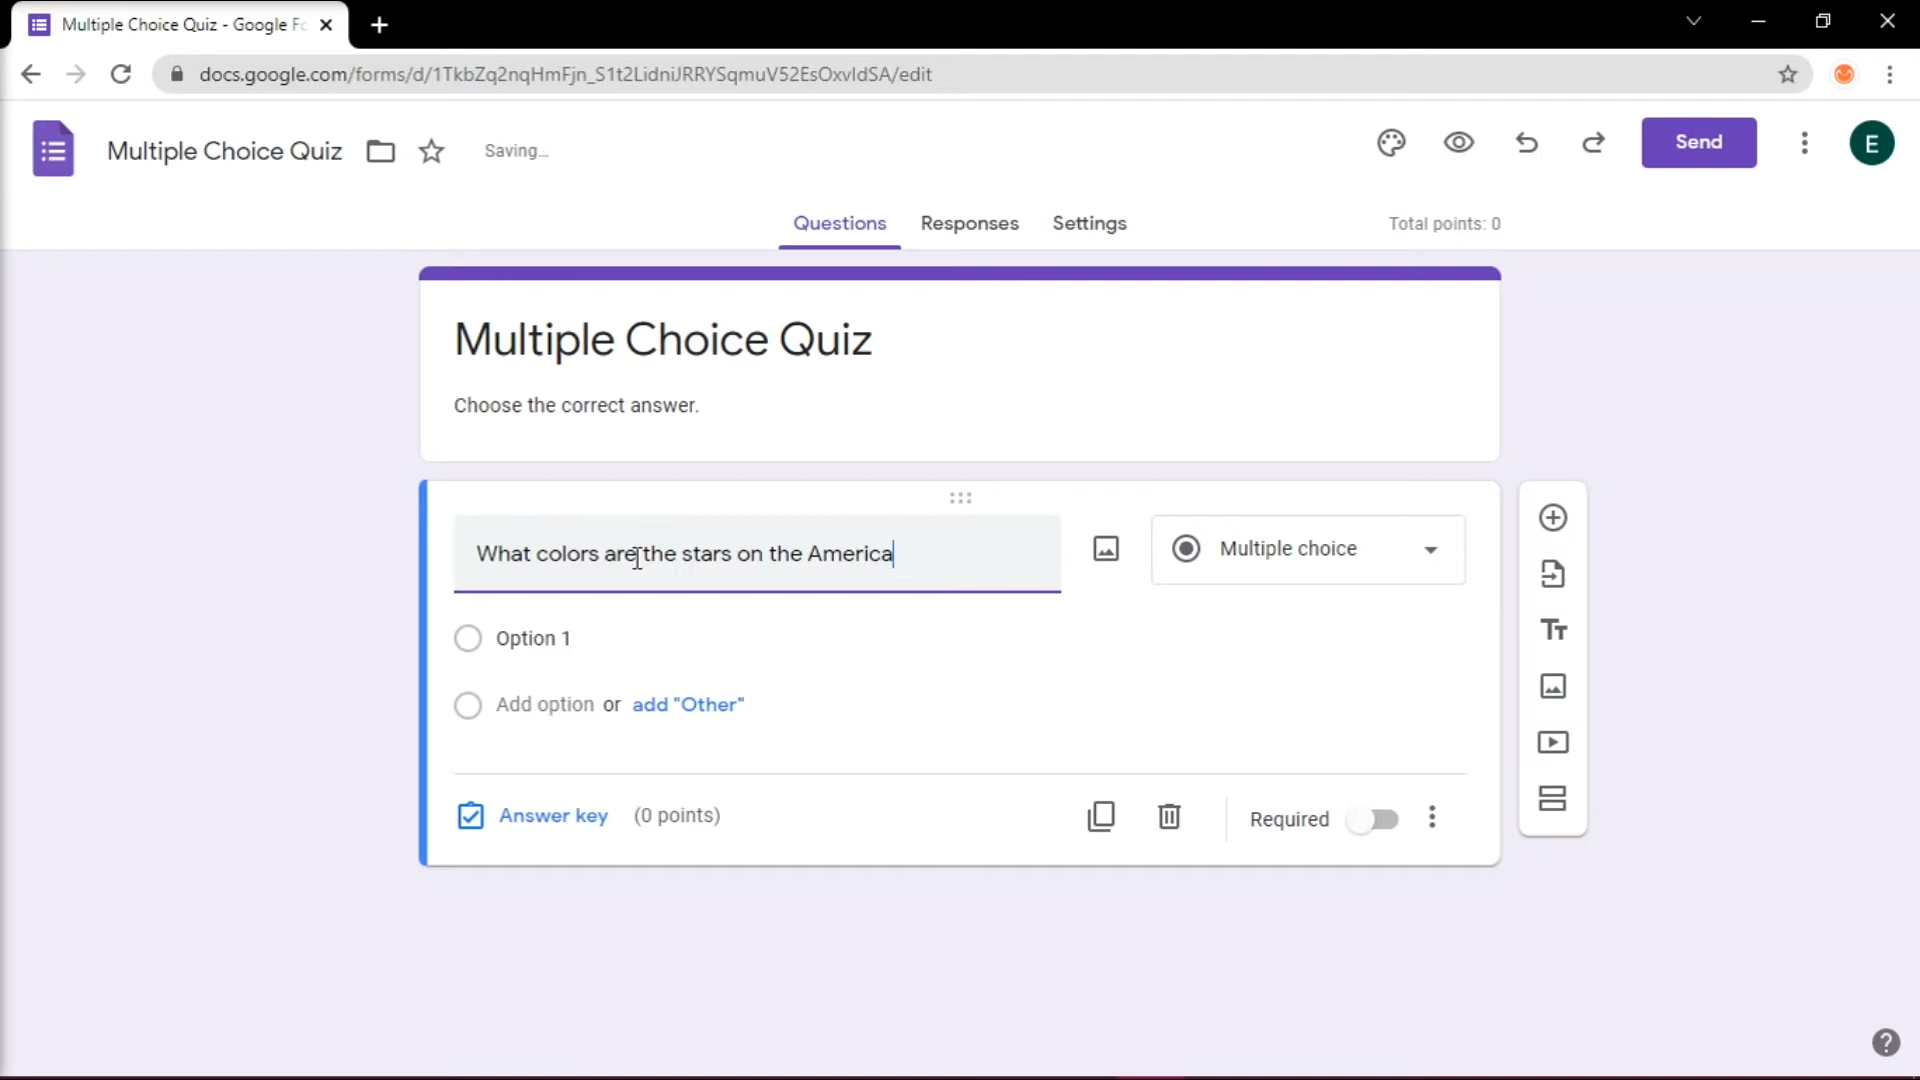 Multiple Choice Quiz - Google Fo
docs.google.com/forms/d/1TkbZq2nqHmFjn_S1t2LidniJRRYSqmuV52EsOxvIdSA/edit
Multiple Choice Quiz
Saving...
Send
E
Questions
Responses
Settings
Total points: 0
Multiple Choice Quiz
Choose the correct answer.
What colors are the stars on the America
Multiple choice
Option 1
Add option or add "Other"
Answer key (0 points)
Required